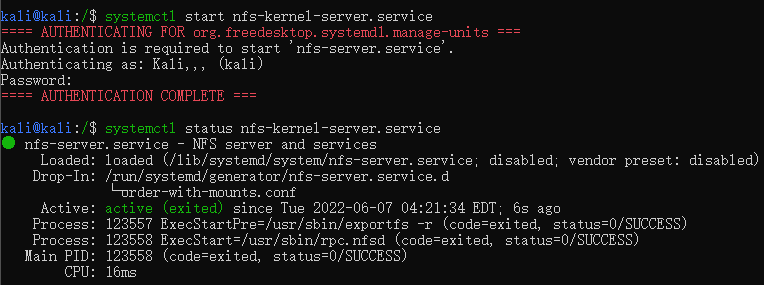 kali@kali:/$ systemctl start nfs-kernel-server.service
==== AUTHENTICATING FOR org.freedesktop.systemd1.manage-units ===
Authentication is required to start 'nfs-server.service'.
Authenticating as: Kali,,, (kali)
Password:
==== AUTHENTICATION COMPLETE ===
kali@kali:/$ systemctl status nfs-kernel-server.service
● nfs-server.service - NFS server and services
Loaded: loaded (/lib/systemd/system/nfs-server.service; disabled; vendor preset: disabled)
Drop-In: /run/systemd/generator/nfs-server.service.d
└─order-with-mounts.conf
Active: active (exited) since Tue 2022-06-07 04:21:34 EDT; 6s ago
Process: 123557 ExecStartPre=/usr/sbin/exportfs -r (code=exited, status=0/SUCCESS)
Process: 123558 ExecStart=/usr/sbin/rpc.nfsd (code=exited, status=0/SUCCESS)
Main PID: 123558 (code=exited, status=0/SUCCESS)
CPU: 16ms